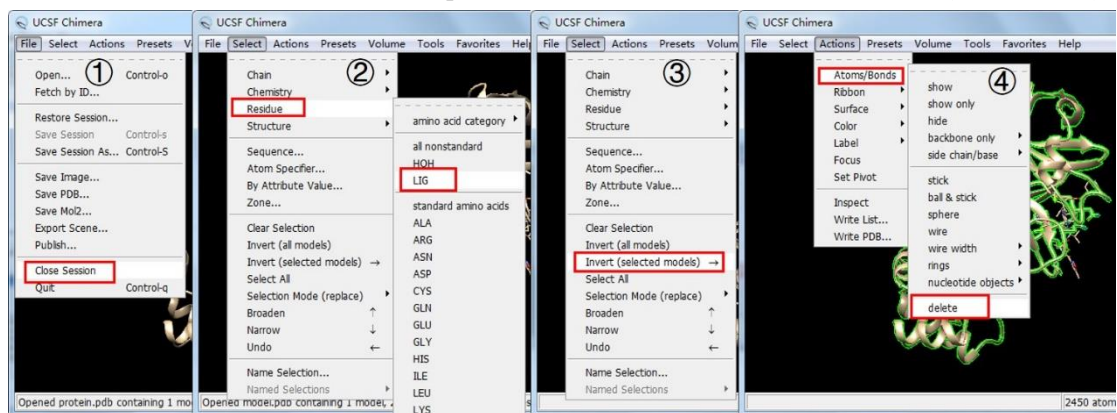 UCSF Chimera
File Select Actions Presets V
①
Open... Control-o
Fetch by ID...
Restore Session...
Save Session Control-s
Save Session As... Control-S
Save Image...
Save PDB...
Save Mol2...
Export Scene...
Publish...
Close Session
Quit Control-q
Opened protein.pdb containing 1 mo
UCSF Chimera
File Select Actions Presets Volume Tools Favorites Help
②
Chain
Chemistry
Residue
Structure
Sequence...
Atom Specifier...
By Attribute Value...
Zone...
Clear Selection
Invert (all models)
Invert (selected models) →
Select All
Selection Mode (replace)
Broaden ↑
Narrow ↓
Undo ←
Name Selection...
Named Selections
amino acid category
all nonstandard
HOH
LIG
standard amino acids
ALA
ARG
ASN
ASP
CYS
GLN
GLU
GLY
HIS
ILE
LEU
LYS
Opened model.pdb containing 1 model,
UCSF Chimera
File Select Actions Presets Volum
③
Chain
Chemistry
Residue
Structure
Sequence...
Atom Specifier...
By Attribute Value...
Zone...
Clear Selection
Invert (all models)
Invert (selected models) →
Select All
Selection Mode (replace)
Broaden ↑
Narrow ↓
Undo ←
Name Selection...
Named Selections
UCSF Chimera
File Select Actions Presets Volume Tools Favorites Help
④
Atoms/Bonds
Ribbon
Surface
Color
Label
Focus
Set Pivot
Inspect
Write List...
Write PDB...
show
show only
hide
backbone only
side chain/base
stick
ball & stick
sphere
wire
wire width
rings
nucleotide objects
delete
2450 atom